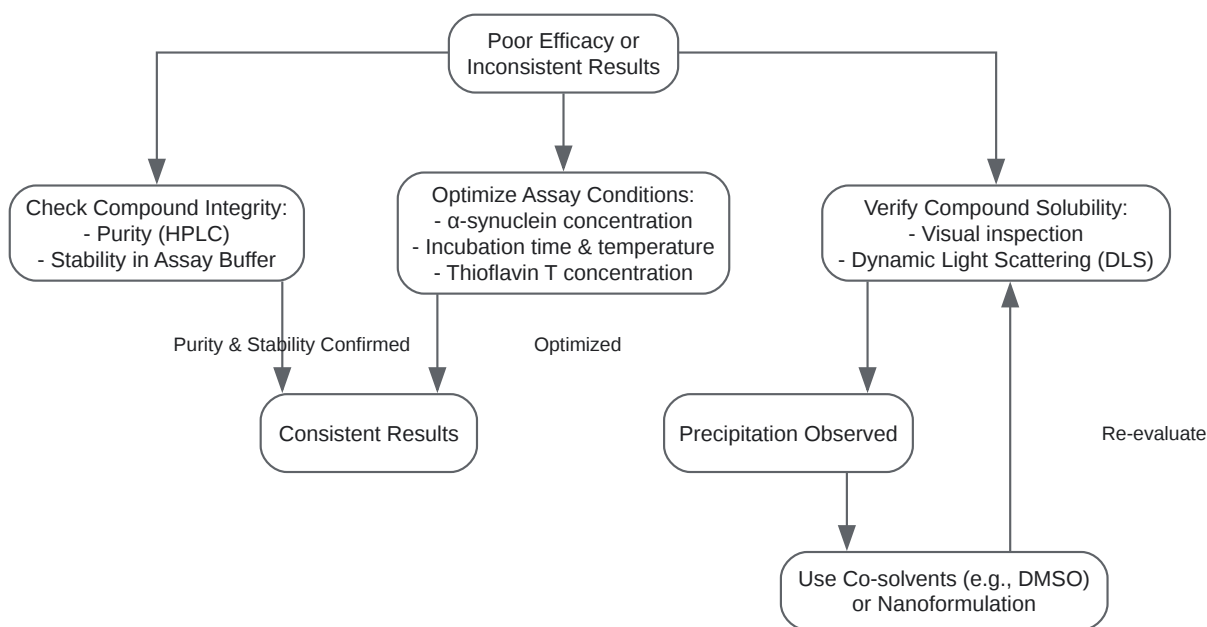 Poor Efficacy or
Inconsistent Results
Check Compound Integrity:
- Purity (HPLC)
- Stability in Assay Buffer
Optimize Assay Conditions:
- α-synuclein concentration
- Incubation time & temperature
- Thioflavin T concentration
Verify Compound Solubility:
- Visual inspection
- Dynamic Light Scattering (DLS)
Purity & Stability Confirmed
Optimized
Consistent Results
Precipitation Observed
Re-evaluate
Use Co-solvents (e.g., DMSO)
or Nanoformulation